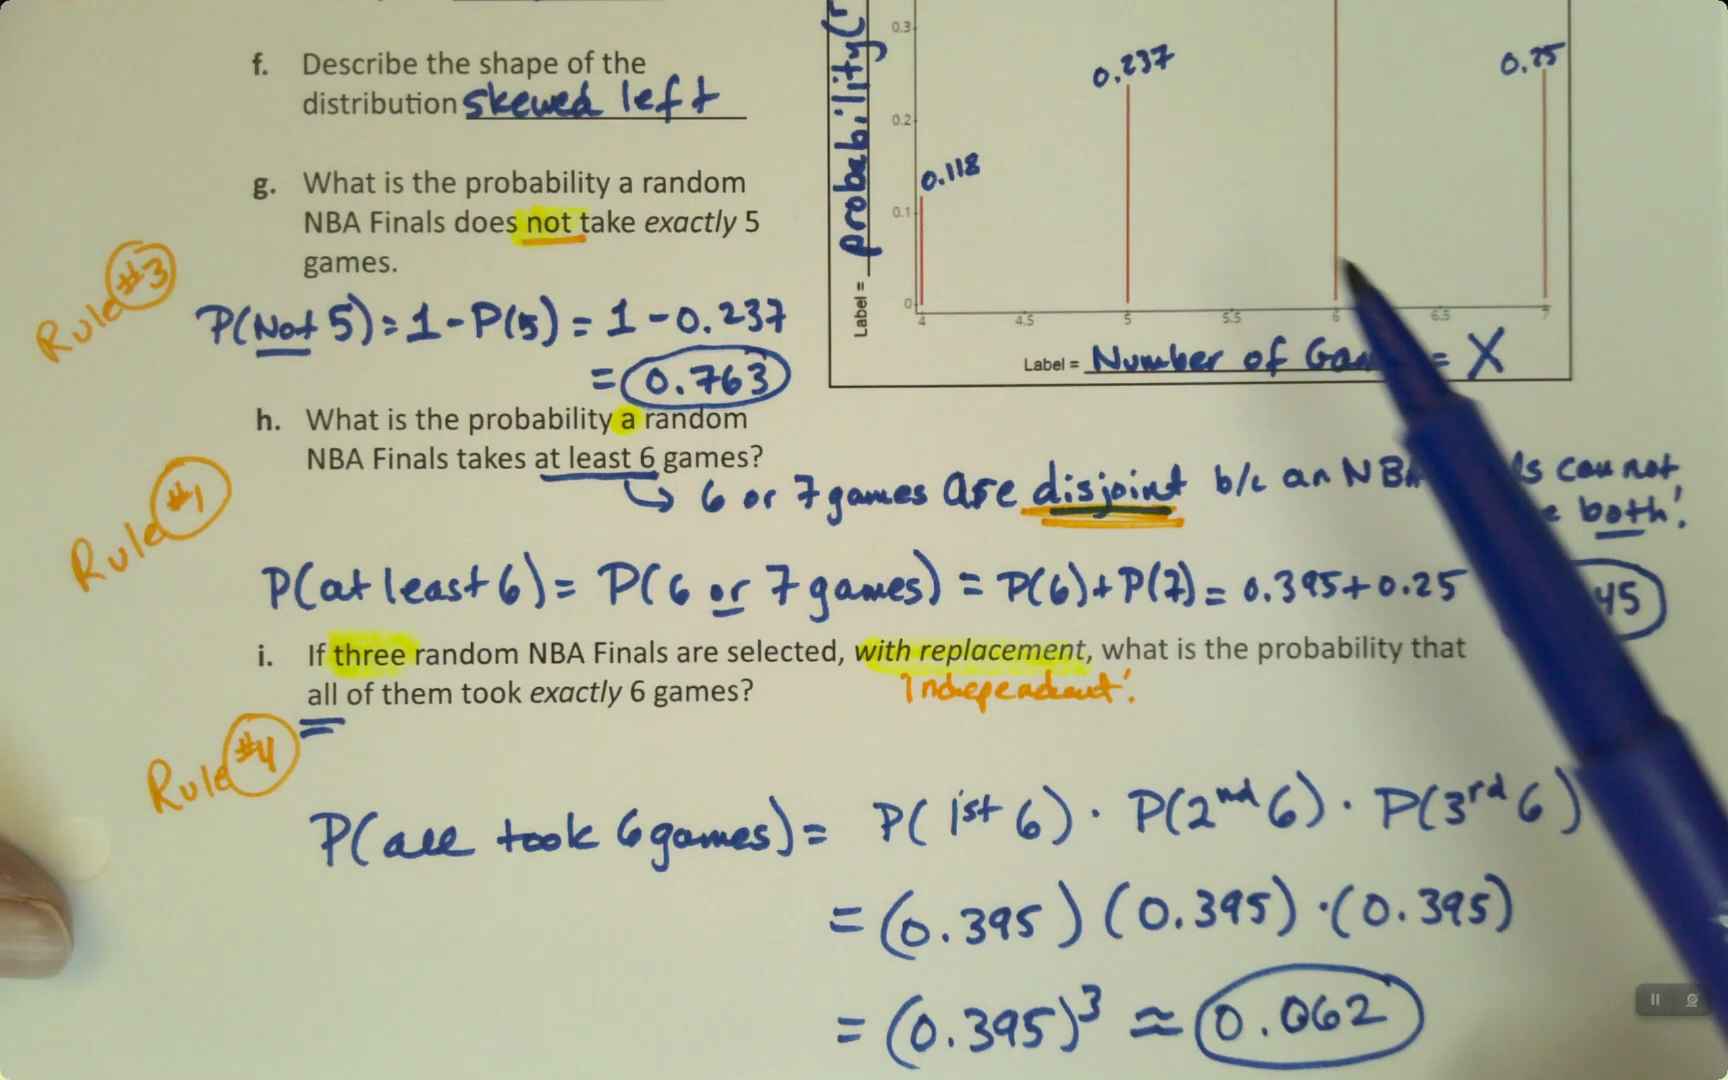 f. Describe the shape of the
distribution skewed left
g. What is the probability a random
NBA Finals does not take exactly 5
games.
Rule #3
P(Not 5) = 1 - P(5) = 1 - 0.237
= 0.763
probability
Label =
0.3
0.2
0.1
0
0.118
0.237
0.25
4 4.5 5 5.5 6 6.5 7
Label = Number of = X
h. What is the probability a random
NBA Finals takes at least 6 games?
6 or 7 games are disjoint b/c an NBA can not
both!
Rule #1
P(at least 6) = P(6 or 7 games) = P(6) + P(7) = 0.395 + 0.25
45
i. If three random NBA Finals are selected, with replacement, what is the probability that
all of them took exactly 6 games?
Independent!
Rule #4
P(all took 6 games) = P(1st 6) · P(2nd 6) · P(3rd 6)
= (0.395) (0.395) · (0.395)
= (0.395)³ ≈ 0.062